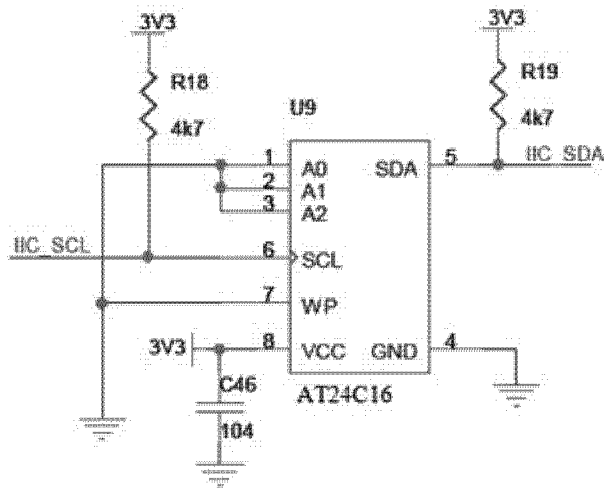 3V3
3V3
R18
R19
4k7
U9
4k7
1
A0
SDA
5
IIC_SDA
2
A1
3
A2
IIC_SCL
6
SCL
7
WP
3V3
8
VCC
GND
4
C46
AT24C16
104